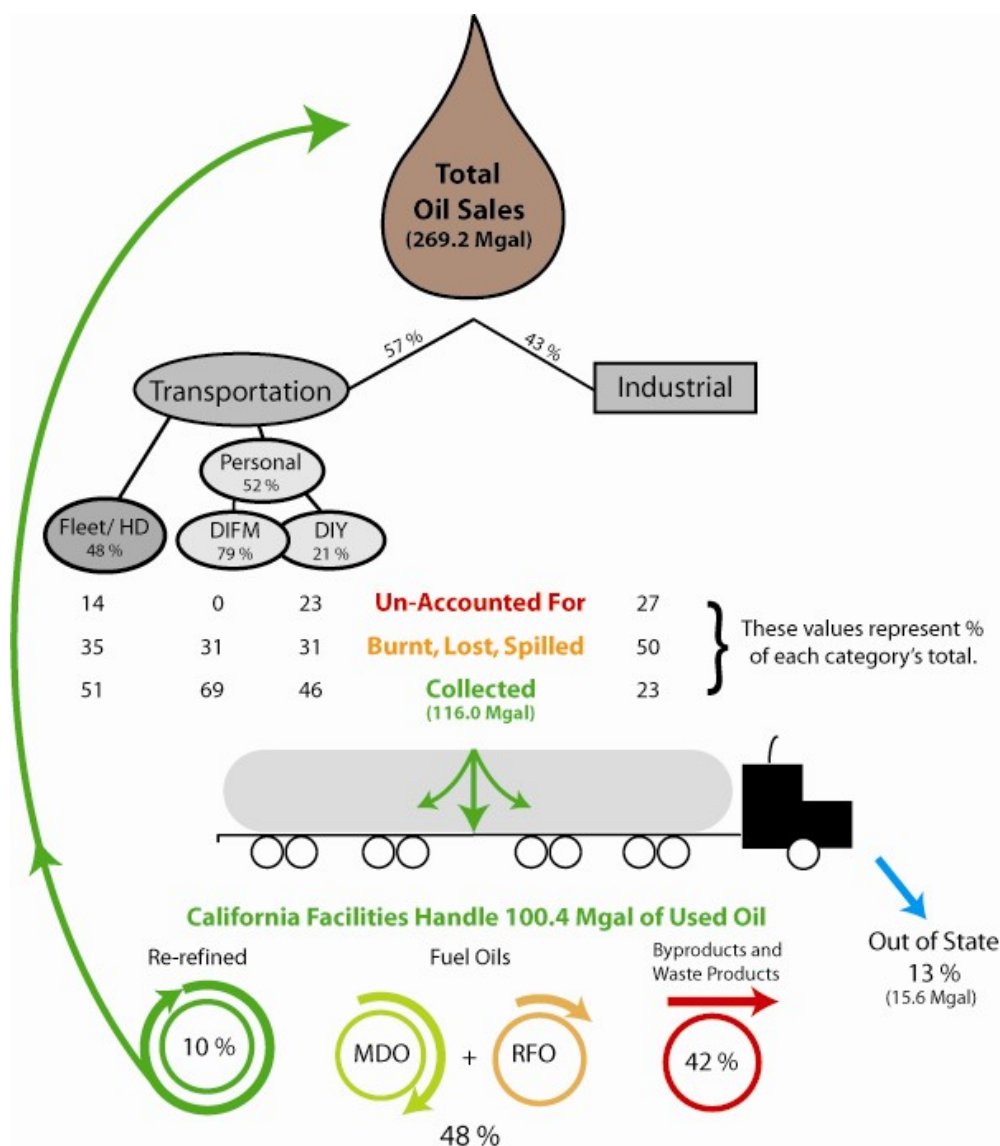 Total
Oil Sales
(269.2 Mgal)
57 %
43 %
Transportation
Industrial
Personal
52 %
Fleet/ HD
48 %
DIFM
79 %
DIY
21 %
14 0 23 Un-Accounted For 27
35 31 31 Burnt, Lost, Spilled 50
51 69 46 Collected 23
(116.0 Mgal)
These values represent %
of each category's total.
California Facilities Handle 100.4 Mgal of Used Oil
Out of State
13 %
(15.6 Mgal)
Re-refined
10 %
Fuel Oils
MDO + RFO
48 %
Byproducts and
Waste Products
42 %